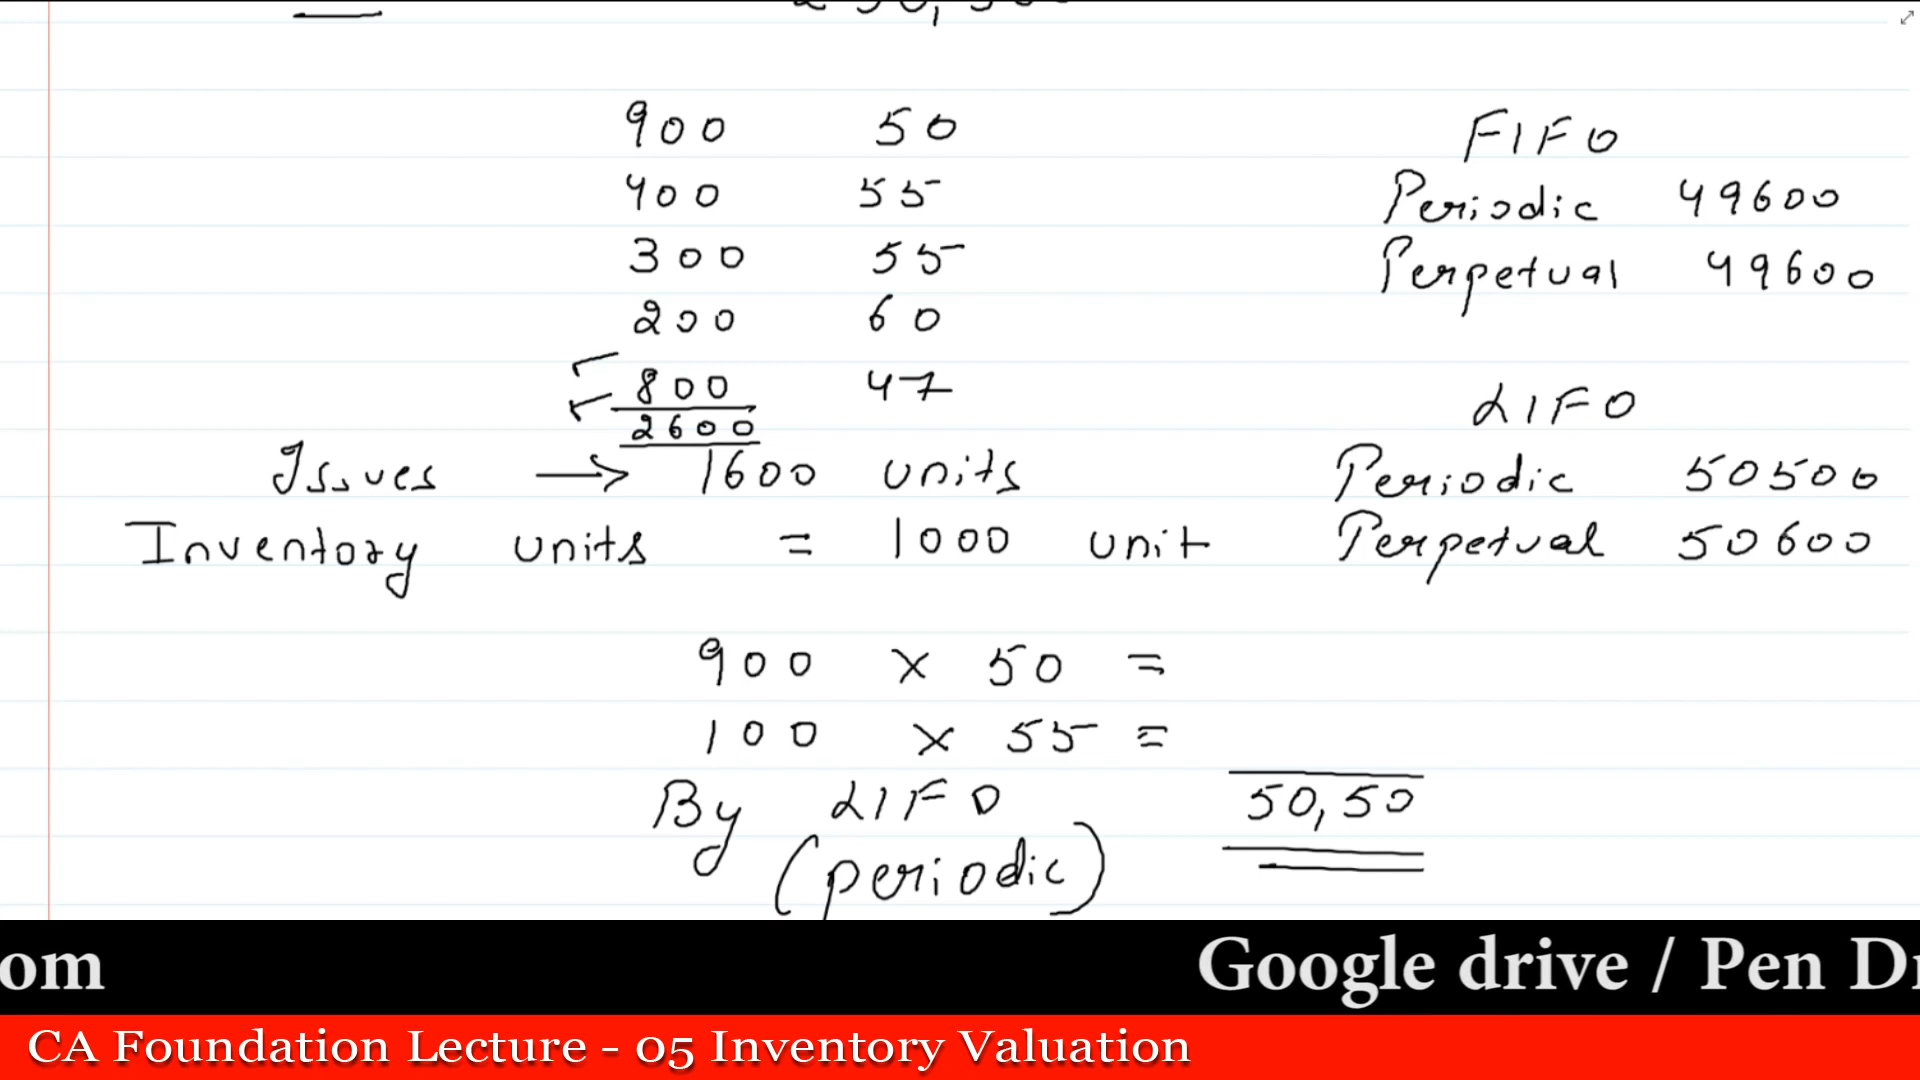 900 50
400 55
300 55
200 60
800 47
2600
Issues → 1600 units
Inventory units = 1000 unit
900 × 50 =
100 × 55 =
By LIFO 50,50
(periodic)
FIFO
Periodic 49600
Perpetual 49600
LIFO
Periodic 50500
Perpetual 50600
om Google drive / Pen D
CA Foundation Lecture - 05 Inventory Valuation